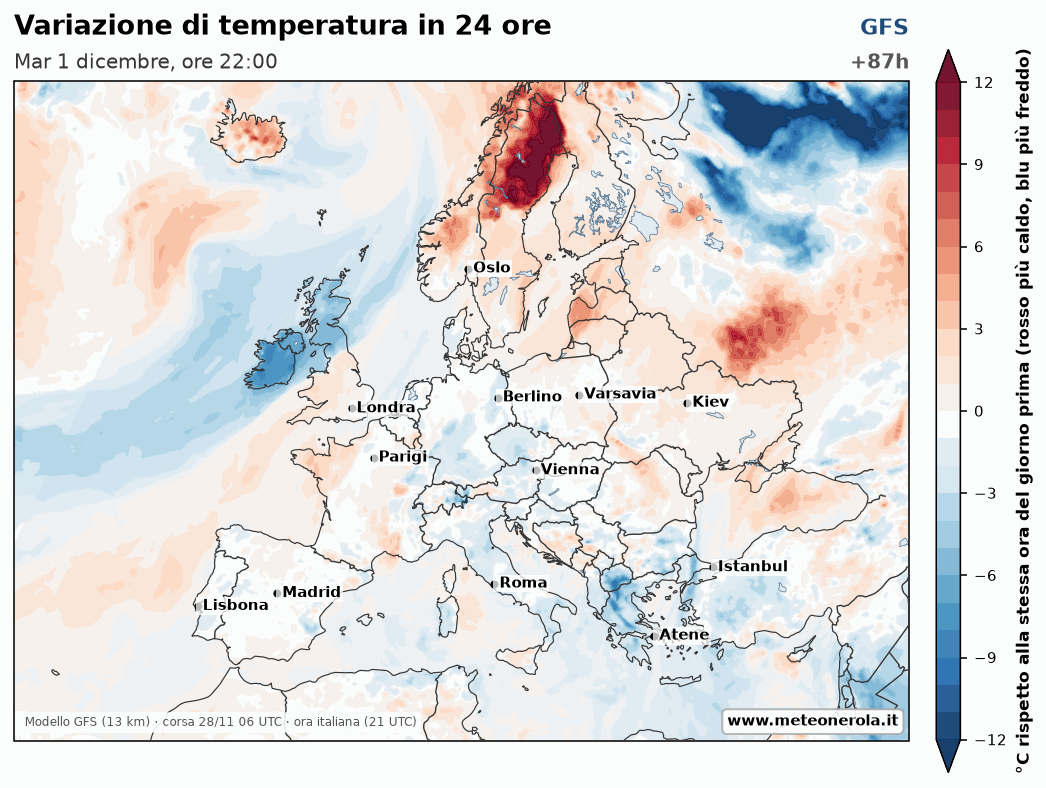 Variazione di temperatura in 24 ore
GFS
Mar 1 dicembre, ore 22:00
+87h
Oslo
Londra
Berlino
Varsavia
Kiev
Parigi
Vienna
Istanbul
Roma
Madrid
Lisbona
Atene
Modello GFS (13 km) · corsa 28/11 06 UTC · ora italiana (21 UTC)
www.meteonerola.it
12
9
6
3
0
−3
−6
−9
−12
°C rispetto alla stessa ora del giorno prima (rosso più caldo, blu più freddo)